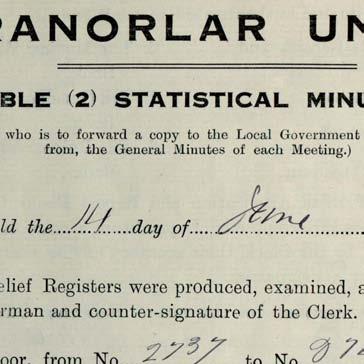 RANORLAR UN
BLE (2) STATISTICAL MINU
who is to forward a copy to the Local Government
from, the General Minutes of each Meeting.)
ld the....14....day of....June
elief Registers were produced, examined, a
rman and counter-signature of the Clerk.
oor, from No. 2737 to No.